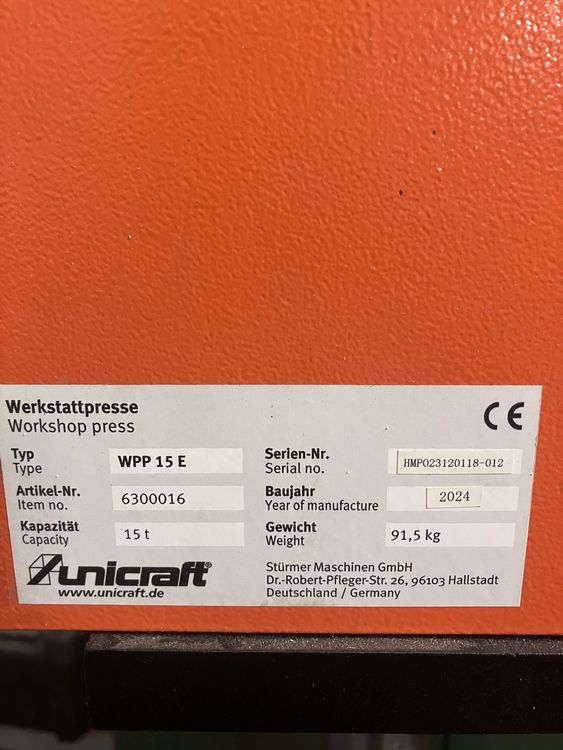 Werkstattpresse
Workshop press
CE
Typ
Type
WPP 15 E
Serien-Nr.
Serial no.
HMPO23120118-012
Artikel-Nr.
Item no.
6300016
Baujahr
Year of manufacture
2024
Kapazität
Capacity
15 t
Gewicht
Weight
91,5 kg
unicraft®
www.unicraft.de
Stürmer Maschinen GmbH
Dr.-Robert-Pfleger-Str. 26, 96103 Hallstadt
Deutschland / Germany